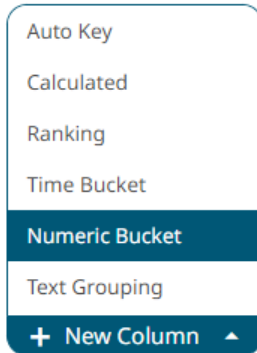 Auto Key
Calculated
Ranking
Time Bucket
Numeric Bucket
Text Grouping
+ New Column